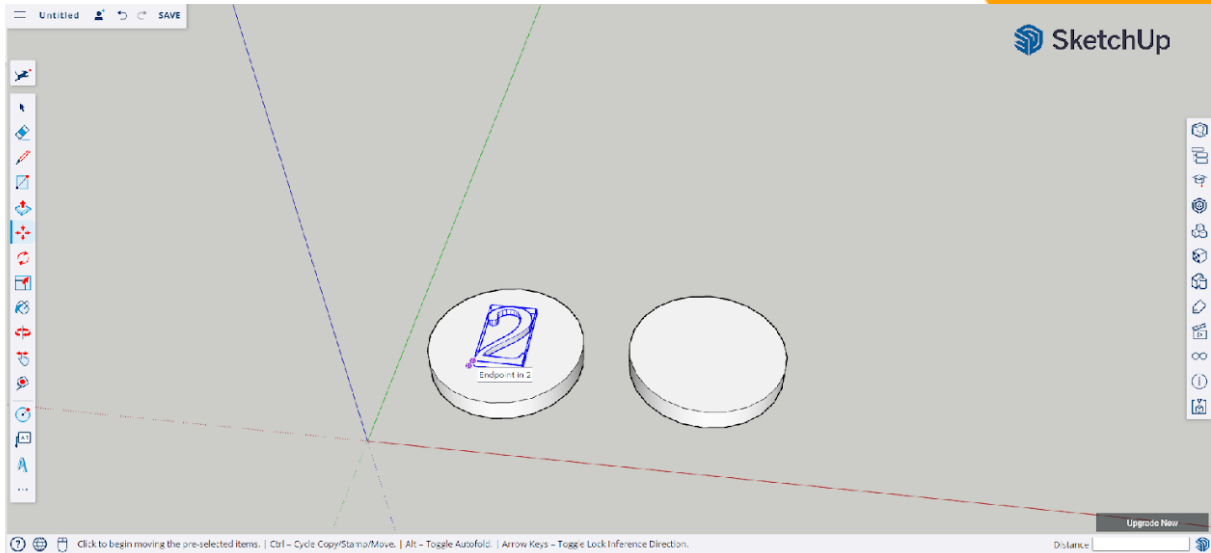 Untitled SAVE
SketchUp
2
Endpoint in 2
A1
A
Upgrade Now
Click to begin moving the pre-selected items. | Ctrl – Cycle Copy/Stamp/Move. | Alt – Toggle Autofold. | Arrow Keys – Toggle Lock Inference Direction.
Distance